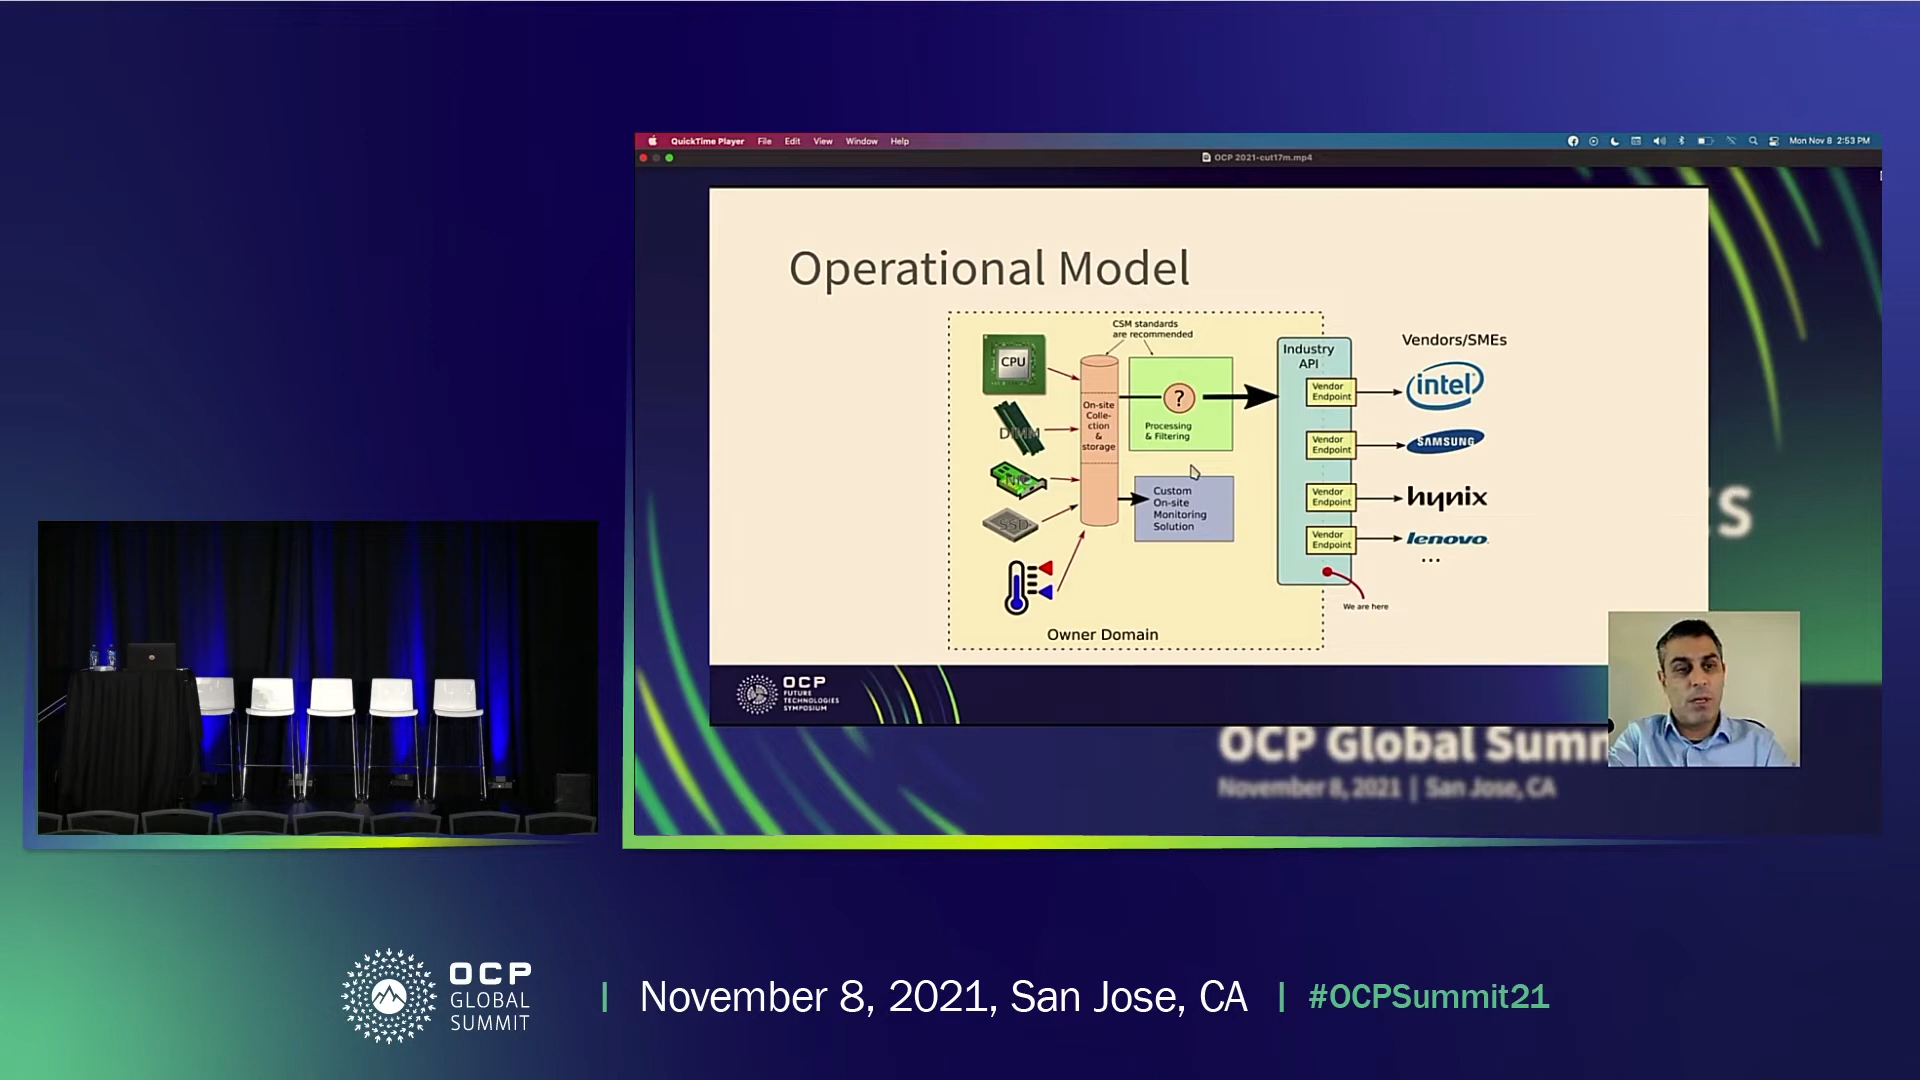 QuickTime Player File Edit View Window Help
Mon Nov 8 2:53 PM
OCP 2021-cut17m.mp4
Operational Model
CSM standards
are recommended
CPU
DIMM
NIC
SSD
On-site
Colle-
ction
&
storage
?
Processing
& Filtering
Custom
On-site
Monitoring
Solution
Owner Domain
Industry
API
Vendor
Endpoint
Vendor
Endpoint
Vendor
Endpoint
Vendor
Endpoint
We are here
Vendors/SMEs
intel
SAMSUNG
hynix
lenovo
...
OCP
FUTURE
TECHNOLOGIES
SYMPOSIUM
ES
OCP Global Summ
November 8, 2021 | San Jose, CA
OCP
GLOBAL
SUMMIT
| November 8, 2021, San Jose, CA | #OCPSummit21